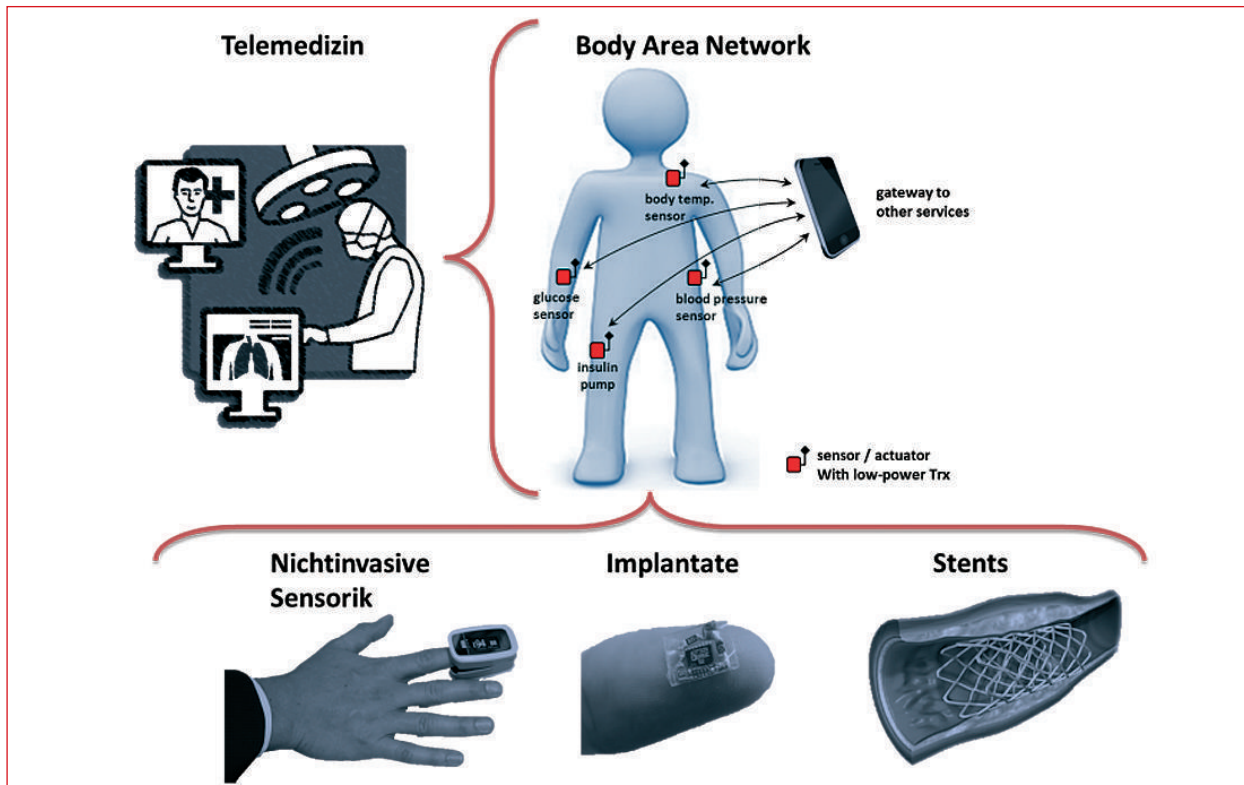 Telemedizin
Body Area Network
body temp.
sensor
gateway to
other services
glucose
sensor
blood pressure
sensor
insulin
pump
sensor / actuator
With low-power Trx
Nichtinvasive
Sensorik
Implantate
Stents